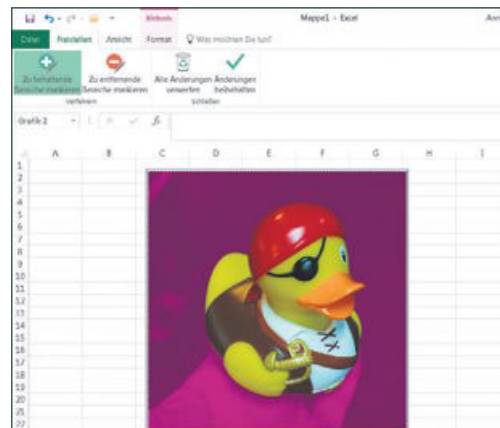 Mappe1 - Excel
Datei Freistellen Ansicht Format Was möchten Sie tun?
Zu behaltende Bereiche markieren
Zu entfernende Bereiche markieren
Alle Änderungen verwerfen
Änderungen beibehalten
Verfeinern
Schließen
Grafik 2
fx
A B C D E F G H I
1
2
3
4
5
6
7
8
9
10
11
12
13
14
15
16
17
18
19
20
21
22